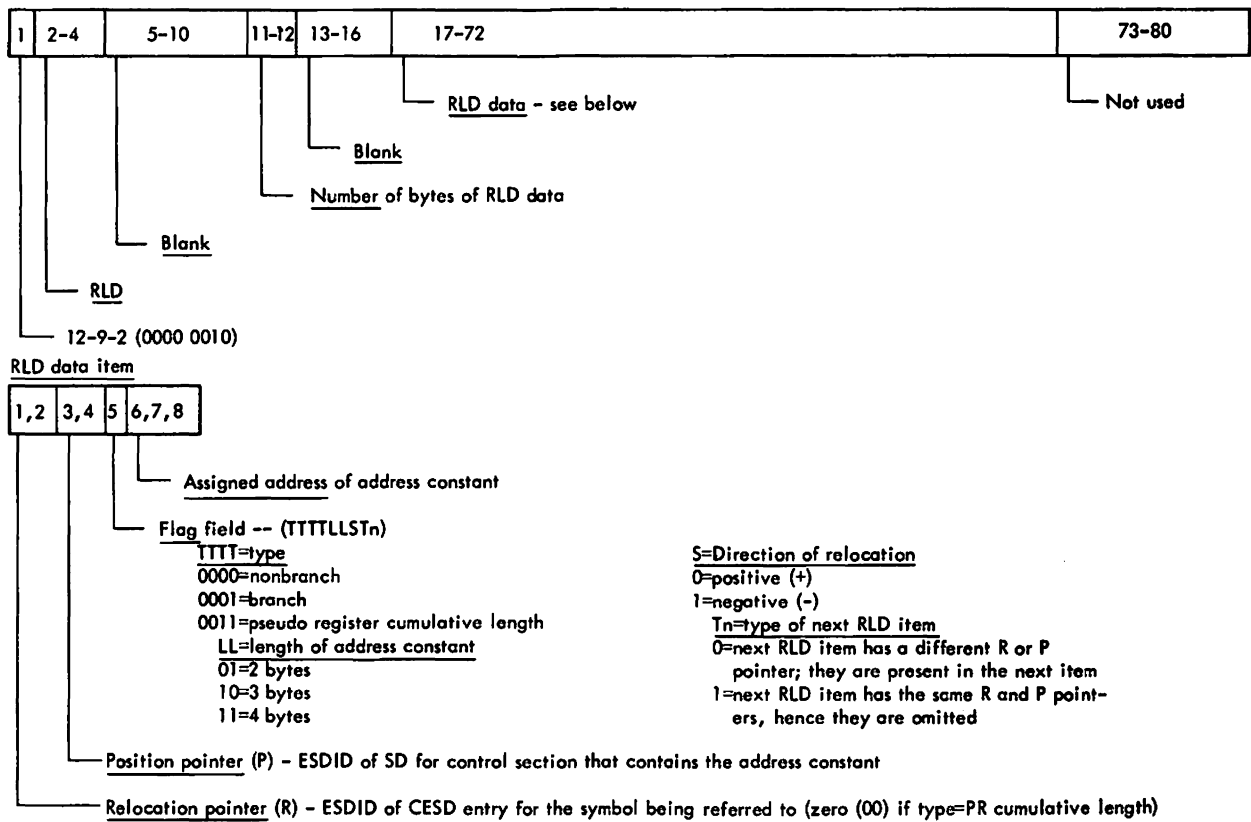 1 2-4 5-10 11-12 13-16 17-72 73-80
RLD data - see below
Not used
Blank
Number of bytes of RLD data
Blank
RLD
12-9-2 (0000 0010)
RLD data item
1,2 3,4 5 6,7,8
Assigned address of address constant
Flag field -- (TTTTLLSTn)
TTTT=type
0000=nonbranch
0001=branch
0011=pseudo register cumulative length
LL=length of address constant
01=2 bytes
10=3 bytes
11=4 bytes
S=Direction of relocation
0=positive (+)
1=negative (-)
Tn=type of next RLD item
0=next RLD item has a different R or P
pointer; they are present in the next item
1=next RLD item has the same R and P point-
ers, hence they are omitted
Position pointer (P) - ESDID of SD for control section that contains the address constant
Relocation pointer (R) - ESDID of CESD entry for the symbol being referred to (zero (00) if type=PR cumulative length)